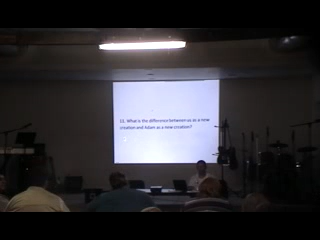 13. What is the difference between us as a new
creation and Adam as a new creation?